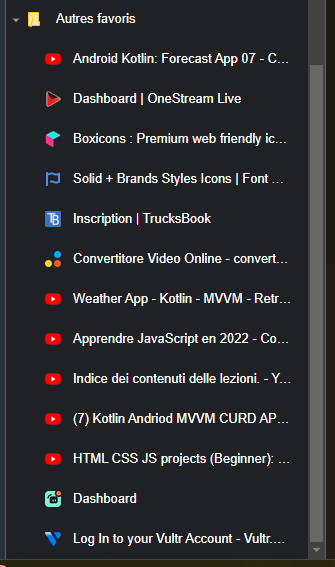 Autres favoris
Android Kotlin: Forecast App 07 - C...
Dashboard | OneStream Live
Boxicons : Premium web friendly ic...
Solid + Brands Styles Icons | Font ...
Inscription | TrucksBook
Convertitore Video Online - convert...
Weather App - Kotlin - MVVM - Retr...
Apprendre JavaScript en 2022 - Co...
Indice dei contenuti delle lezioni. - Y...
(7) Kotlin Andriod MVVM CURD AP...
HTML CSS JS projects (Beginner): ...
Dashboard
Log In to your Vultr Account - Vultr....